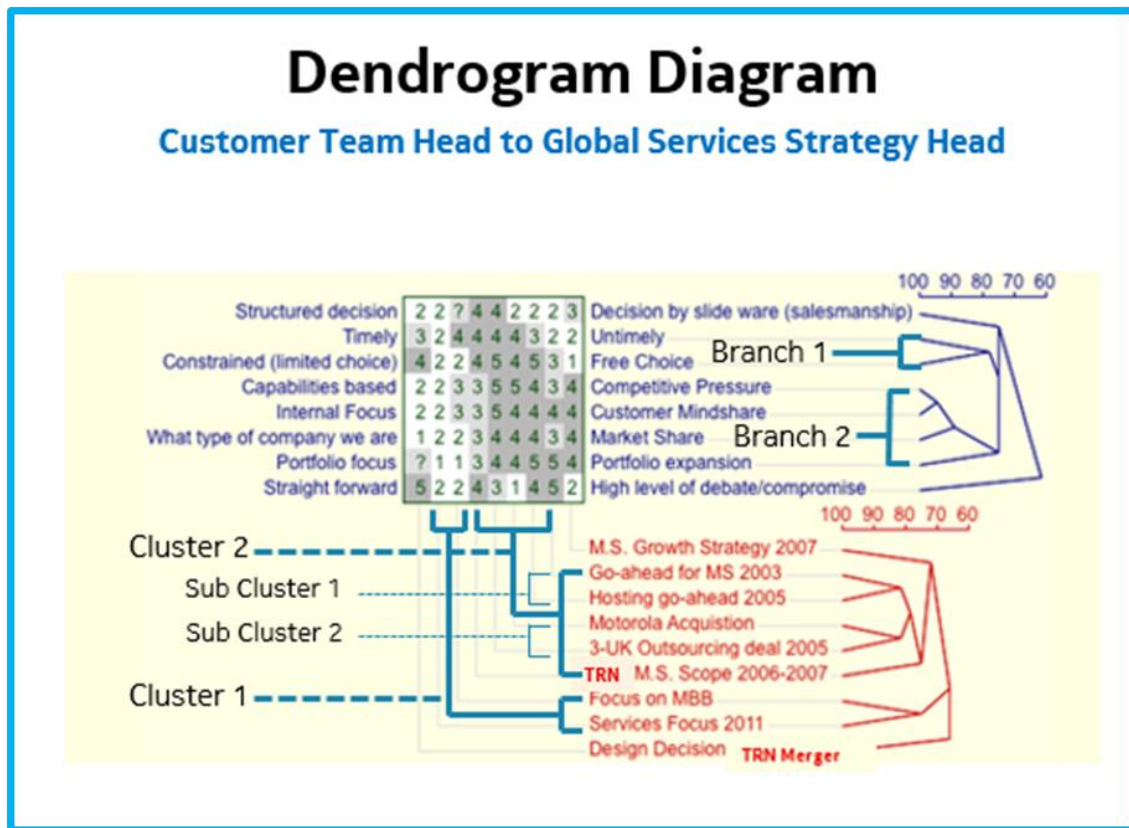 Dendrogram Diagram
Customer Team Head to Global Services Strategy Head
100 90 80 70 60
Structured decision 2 2 ? 4 4 2 2 2 3 Decision by slide ware (salesmanship)
Timely 3 2 4 4 4 4 3 2 2 Untimely
Branch 1
Constrained (limited choice) 4 2 2 4 5 4 5 3 1 Free Choice
Capabilities based 2 2 3 3 5 5 4 3 4 Competitive Pressure
Internal Focus 2 2 3 3 5 4 4 4 4 Customer Mindshare
What type of company we are 1 2 2 3 4 4 4 3 4 Market Share
Branch 2
Portfolio focus ? 1 1 3 4 4 5 5 4 Portfolio expansion
Straight forward 5 2 2 4 3 1 4 5 2 High level of debate/compromise
100 90 80 70 60
Cluster 2
M.S. Growth Strategy 2007
Go-ahead for MS 2003
Sub Cluster 1
Hosting go-ahead 2005
Motorola Acquistion
Sub Cluster 2
3-UK Outsourcing deal 2005
TRN M.S. Scope 2006-2007
Cluster 1
Focus on MBB
Services Focus 2011
Design Decision TRN Merger